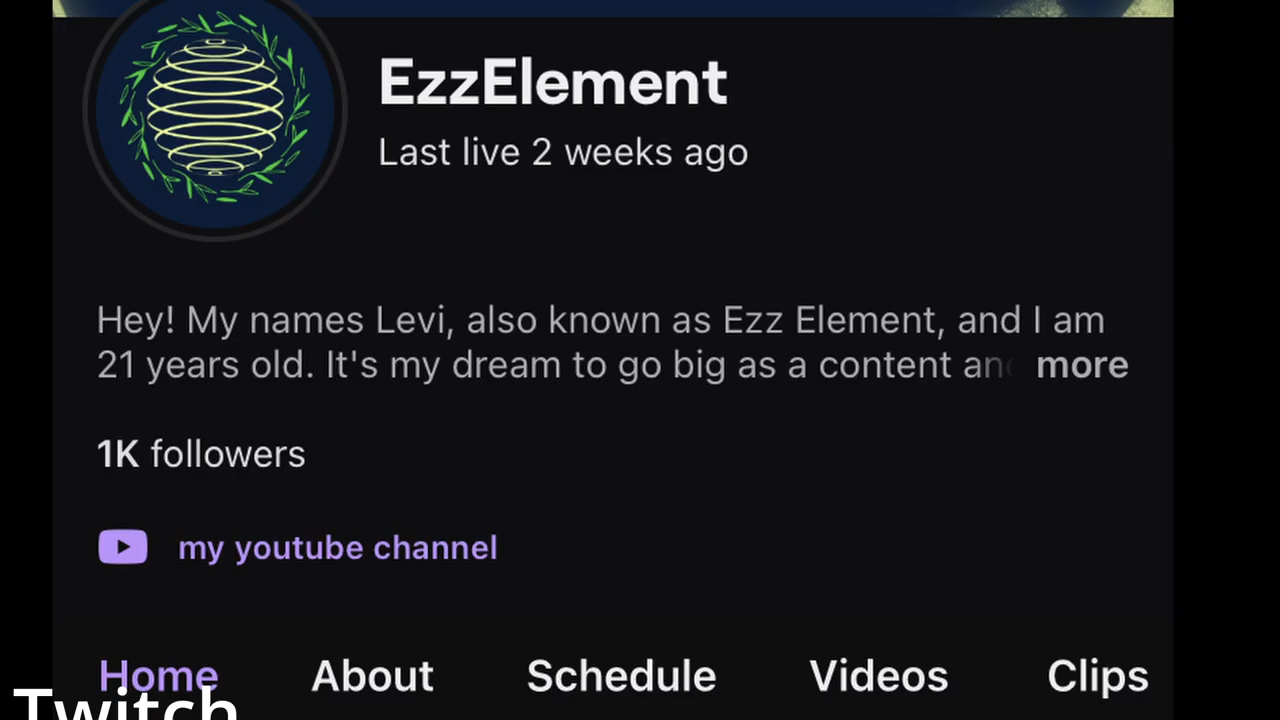 EzzElement
Last live 2 weeks ago
Hey! My names Levi, also known as Ezz Element, and I am
21 years old. It's my dream to go big as a content and more
1K followers
my youtube channel
Home About Schedule Videos Clips
Twitch